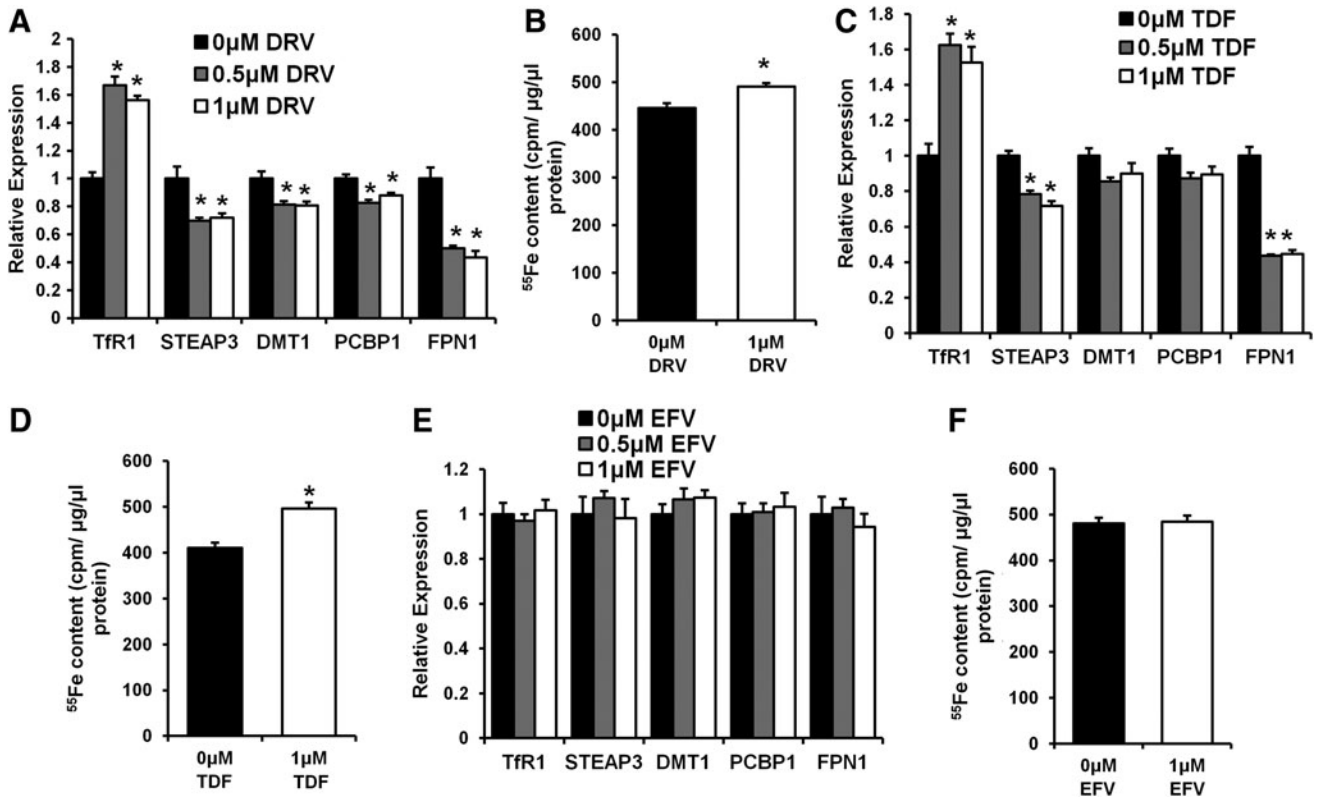 A
Relative Expression
2
1.8
1.6
1.4
1.2
1
0.8
0.6
0.4
0.2
0
0µM DRV
0.5µM DRV
1µM DRV
* *
* *
* *
* *
* *
TfR1 STEAP3 DMT1 PCBP1 FPN1
B
⁵⁵Fe content (cpm/ µg/µl
protein)
600
500
400
300
200
100
0
*
0µM
DRV
1µM
DRV
C
Relative Expression
1.8
1.6
1.4
1.2
1
0.8
0.6
0.4
0.2
0
0µM TDF
0.5µM TDF
1µM TDF
* *
* *
**
TfR1 STEAP3 DMT1 PCBP1 FPN1
D
⁵⁵Fe content (cpm/ µg/µl
protein)
600
500
400
300
200
100
0
*
0µM
TDF
1µM
TDF
E
Relative Expression
1.2
1
0.8
0.6
0.4
0.2
0
0µM EFV
0.5µM EFV
1µM EFV
TfR1 STEAP3 DMT1 PCBP1 FPN1
F
⁵⁵Fe content (cpm/ µg/µl
protein)
600
500
400
300
200
100
0
0µM
EFV
1µM
EFV